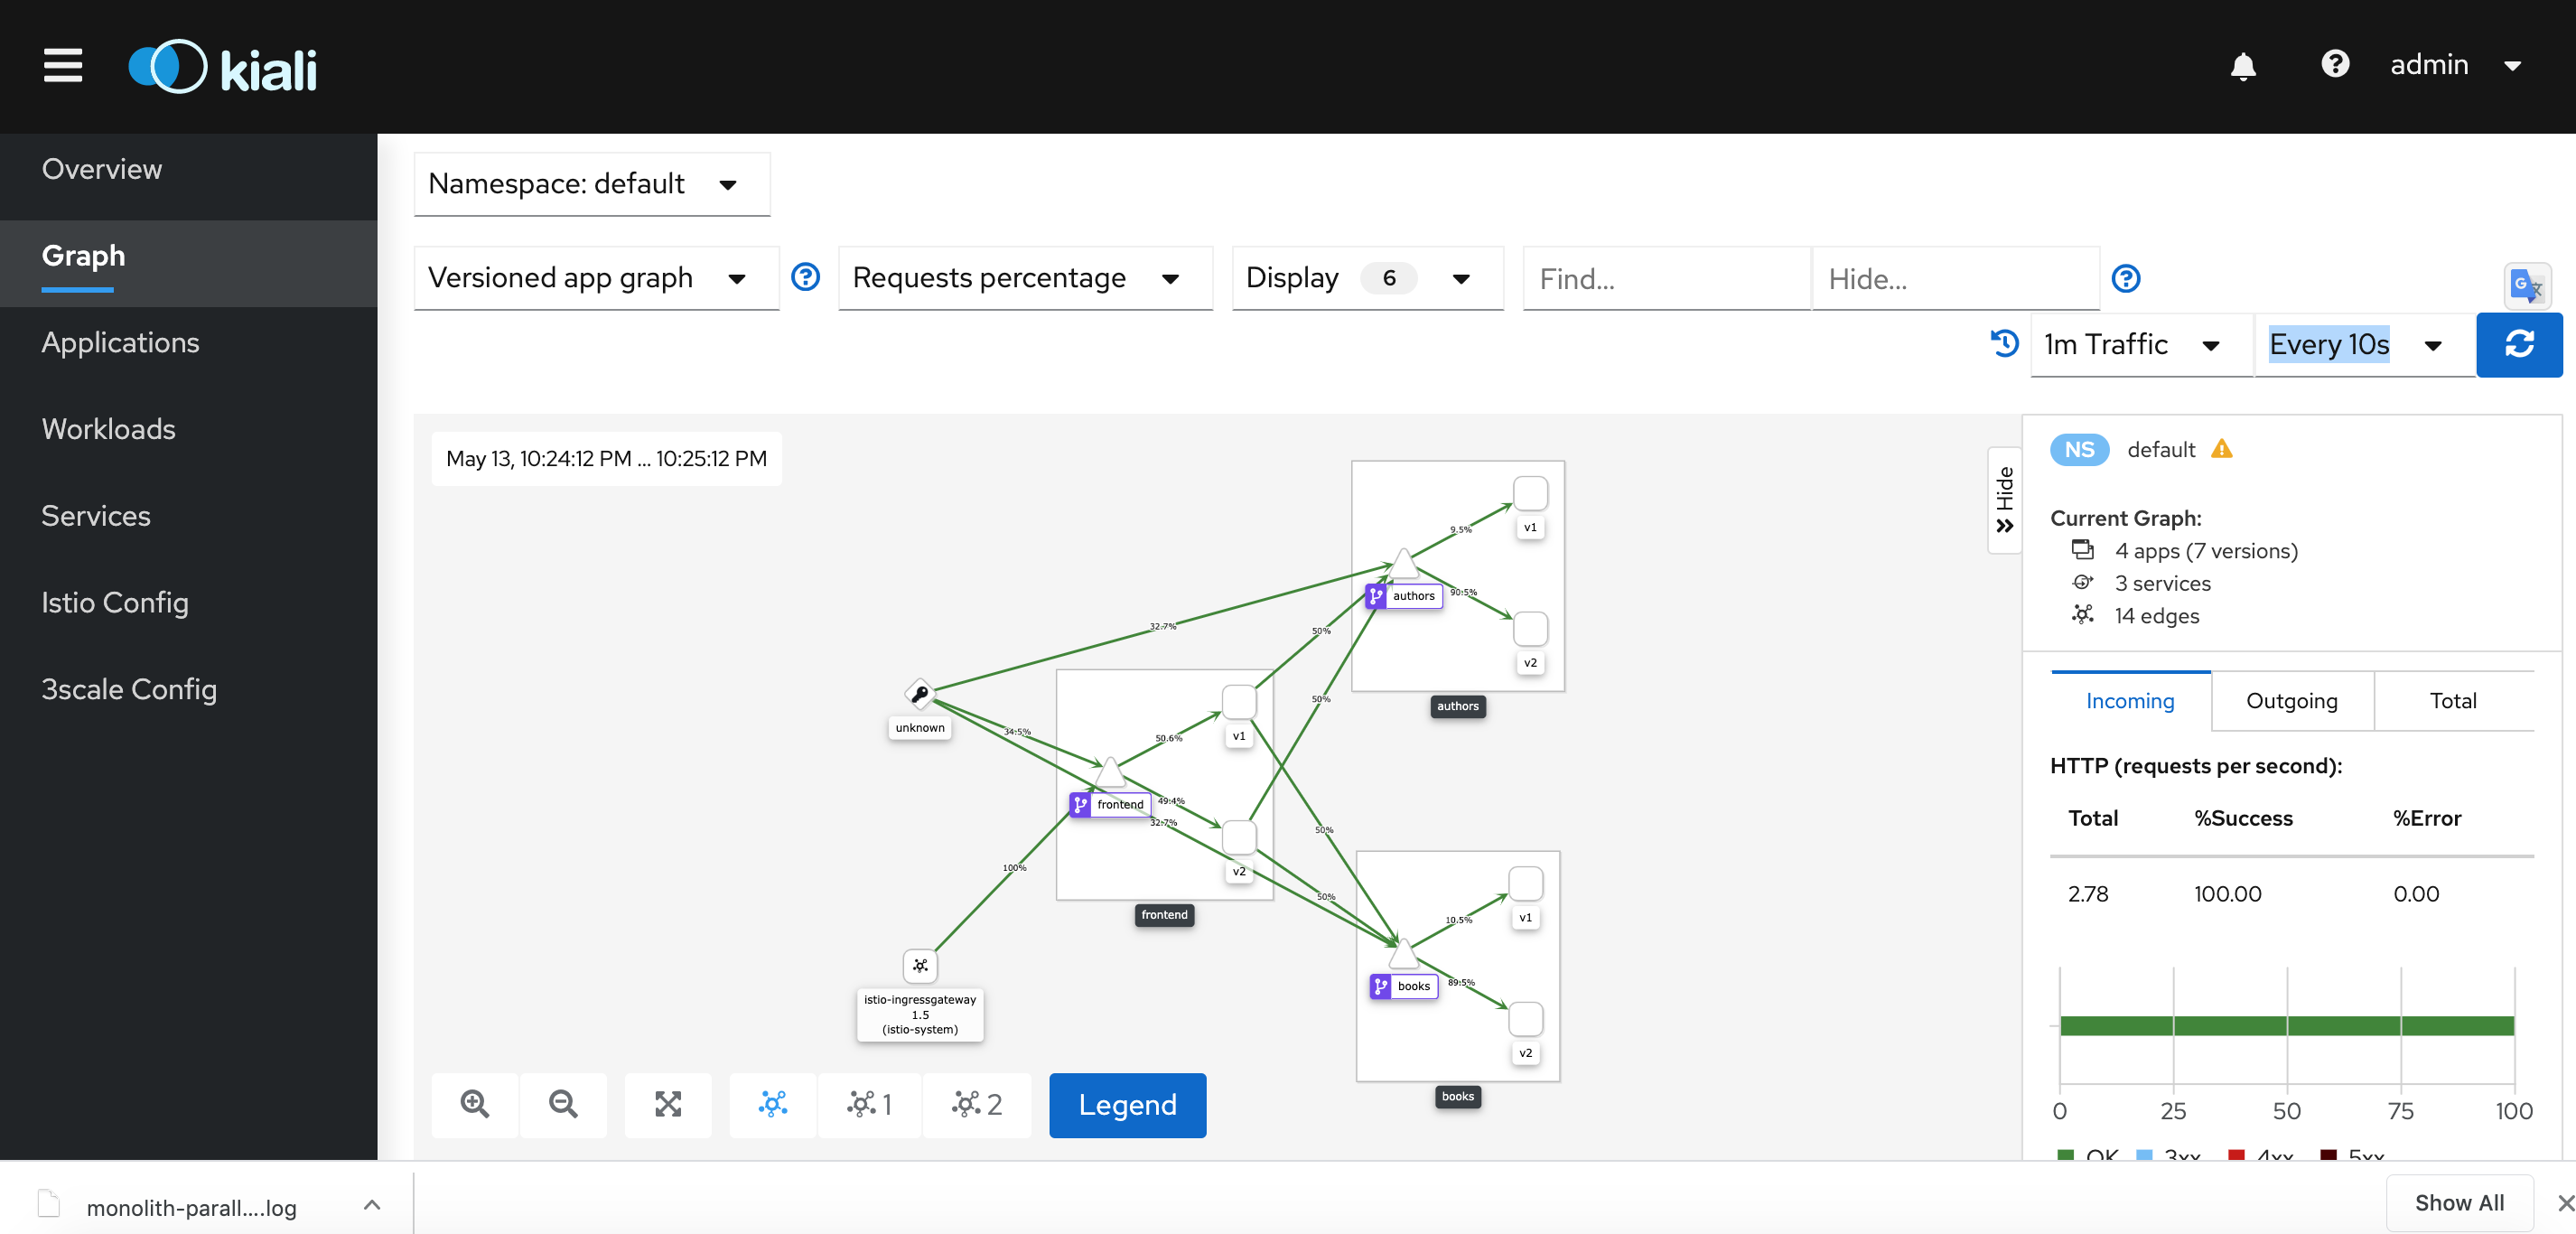 kiali
admin
Overview
Graph
Applications
Workloads
Services
Istio Config
3scale Config
Namespace: default
Versioned app graph
Requests percentage
Display 6
Find...
Hide...
1m Traffic
Every 10s
May 13, 10:24:12 PM ... 10:25:12 PM
9.5%
v1
authors
90.5%
v2
authors
32.7%
50%
50%
unknown
34.5%
50.6%
v1
frontend
49.4%
32.7%
v2
frontend
100%
50%
50%
istio-ingressgateway
1.5
(istio-system)
10.5%
v1
books
89.5%
v2
books
1
2
Legend
Hide
NS default
Current Graph:
4 apps (7 versions)
3 services
14 edges
Incoming
Outgoing
Total
HTTP (requests per second):
Total %Success %Error
2.78 100.00 0.00
0 25 50 75 100
OK 3xx 4xx 5xx
monolith-parall....log
Show All